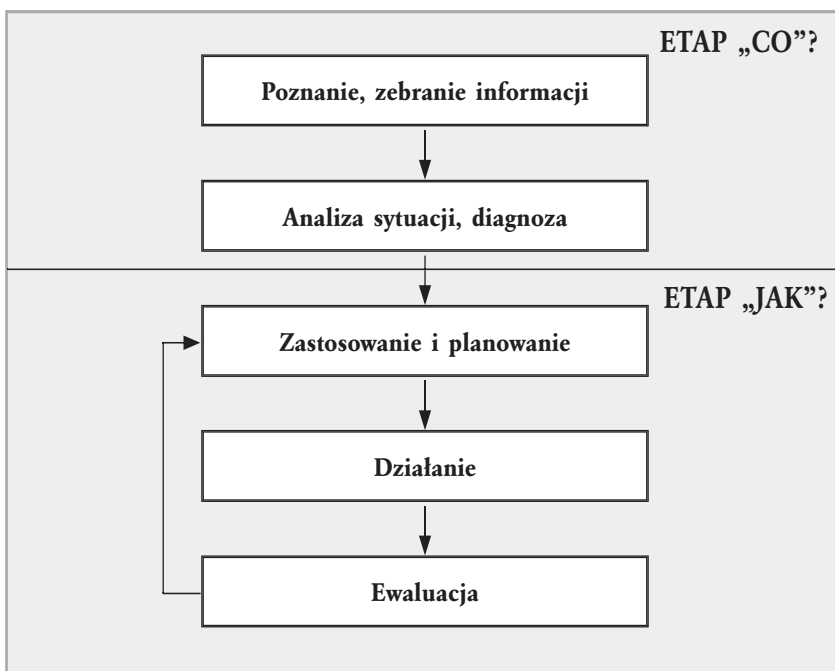 ETAP „CO”?
Poznanie, zebranie informacji
Analiza sytuacji, diagnoza
ETAP „JAK”?
Zastosowanie i planowanie
Działanie
Ewaluacja